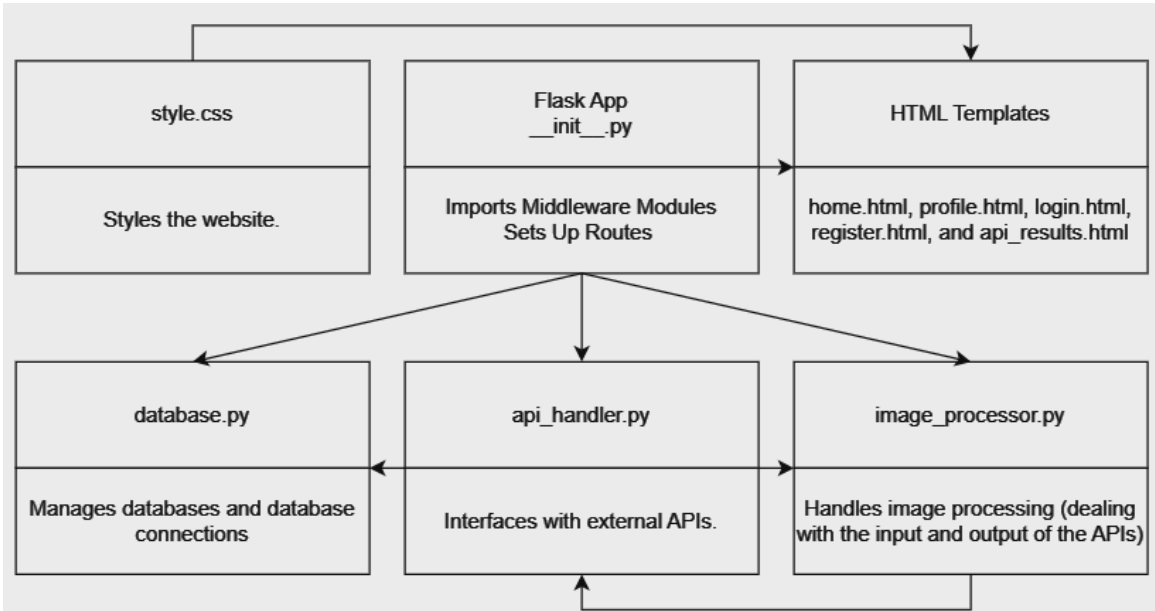 style.css
Flask App
__init__.py
HTML Templates
Styles the website.
Imports Middleware Modules
Sets Up Routes
home.html, profile.html, login.html,
register.html, and api_results.html
database.py
api_handler.py
image_processor.py
Manages databases and database
connections
Interfaces with external APIs.
Handles image processing (dealing
with the input and output of the APIs)